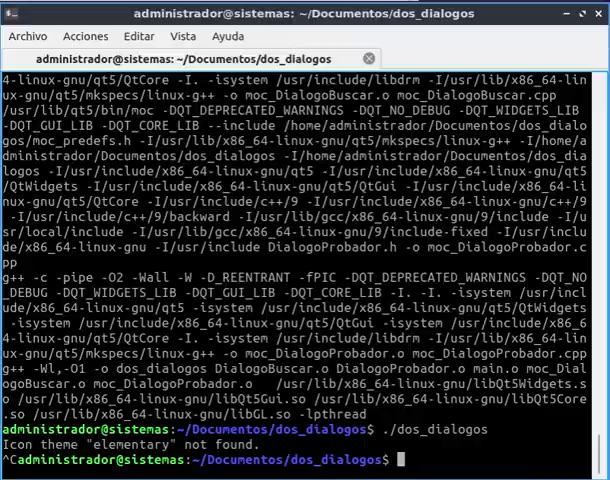 administrador@sistemas: ~/Documentos/dos_dialogos
Archivo Acciones Editar Vista Ayuda
administrador@sistemas: ~/Documentos/dos_dialogos
4-linux-gnu/qt5/QtCore -I. -isystem /usr/include/libdrm -I/usr/lib/x86_64-lin
ux-gnu/qt5/mkspecs/linux-g++ -o moc_DialogoBuscar.o moc_DialogoBuscar.cpp
/usr/lib/qt5/bin/moc -DQT_DEPRECATED_WARNINGS -DQT_NO_DEBUG -DQT_WIDGETS_LIB
-DQT_GUI_LIB -DQT_CORE_LIB --include /home/administrador/Documentos/dos_dialo
gos/moc_predefs.h -I/usr/lib/x86_64-linux-gnu/qt5/mkspecs/linux-g++ -I/home/a
dministrador/Documentos/dos_dialogos -I/home/administrador/Documentos/dos_dia
logos -I/usr/include/x86_64-linux-gnu/qt5 -I/usr/include/x86_64-linux-gnu/qt5
/QtWidgets -I/usr/include/x86_64-linux-gnu/qt5/QtGui -I/usr/include/x86_64-li
nux-gnu/qt5/QtCore -I/usr/include/c++/9 -I/usr/include/x86_64-linux-gnu/c++/9
-I/usr/include/c++/9/backward -I/usr/lib/gcc/x86_64-linux-gnu/9/include -I/u
sr/local/include -I/usr/lib/gcc/x86_64-linux-gnu/9/include-fixed -I/usr/inclu
de/x86_64-linux-gnu -I/usr/include DialogoProbador.h -o moc_DialogoProbador.c
pp
g++ -c -pipe -O2 -Wall -W -D_REENTRANT -fPIC -DQT_DEPRECATED_WARNINGS -DQT_NO
_DEBUG -DQT_WIDGETS_LIB -DQT_GUI_LIB -DQT_CORE_LIB -I. -I. -isystem /usr/incl
ude/x86_64-linux-gnu/qt5 -isystem /usr/include/x86_64-linux-gnu/qt5/QtWidgets
-isystem /usr/include/x86_64-linux-gnu/qt5/QtGui -isystem /usr/include/x86_6
4-linux-gnu/qt5/QtCore -I. -isystem /usr/include/libdrm -I/usr/lib/x86_64-lin
ux-gnu/qt5/mkspecs/linux-g++ -o moc_DialogoProbador.o moc_DialogoProbador.cpp
g++ -Wl,-O1 -o dos_dialogos DialogoBuscar.o DialogoProbador.o main.o moc_Dial
ogoBuscar.o moc_DialogoProbador.o /usr/lib/x86_64-linux-gnu/libQt5Widgets.s
o /usr/lib/x86_64-linux-gnu/libQt5Gui.so /usr/lib/x86_64-linux-gnu/libQt5Core
.so /usr/lib/x86_64-linux-gnu/libGL.so -lpthread
administrador@sistemas:~/Documentos/dos_dialogos$ ./dos_dialogos
Icon theme "elementary" not found.
^Cadministrador@sistemas:~/Documentos/dos_dialogos$